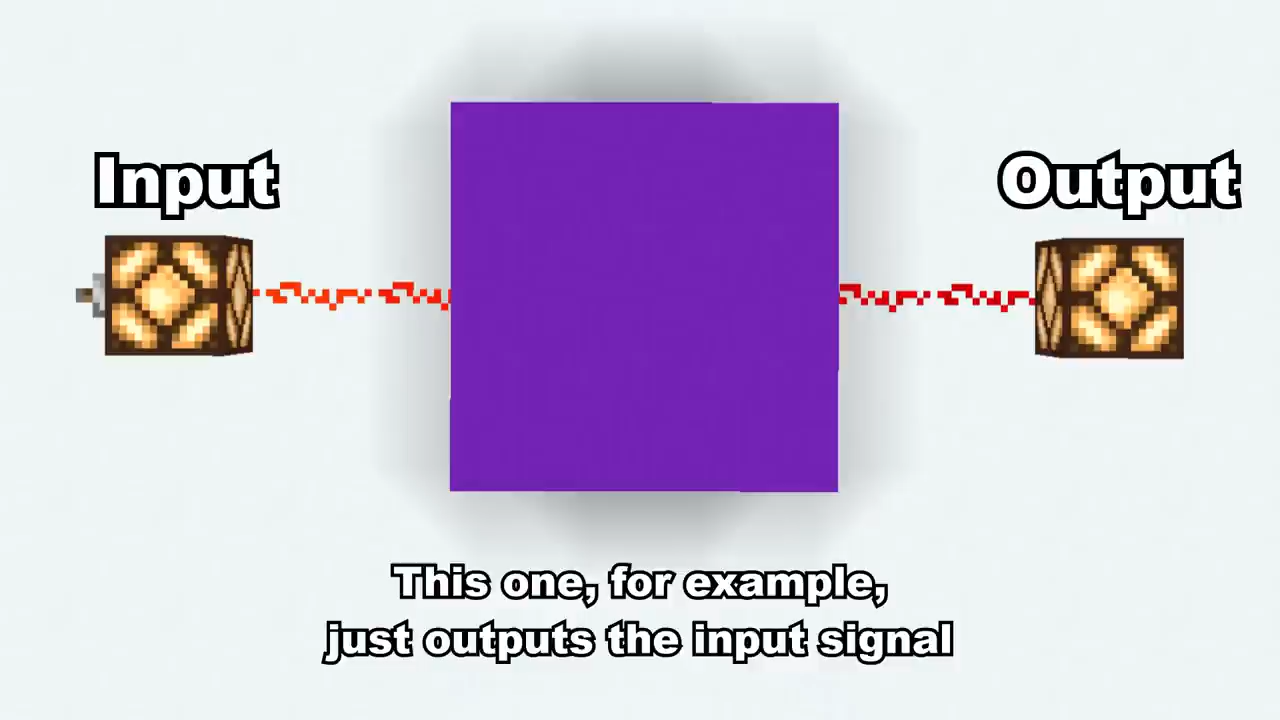 Input
Output
This one, for example,
just outputs the input signal